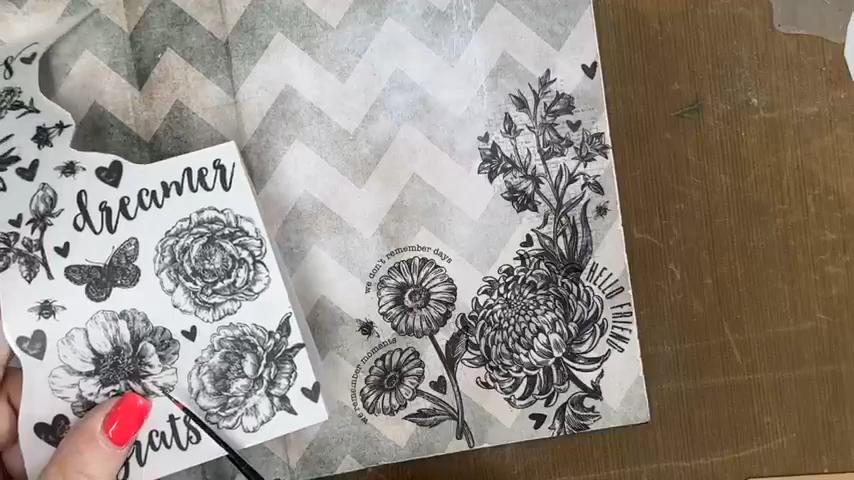 dreamer
we don't remember days
we remember moments
HELLO FRIEND